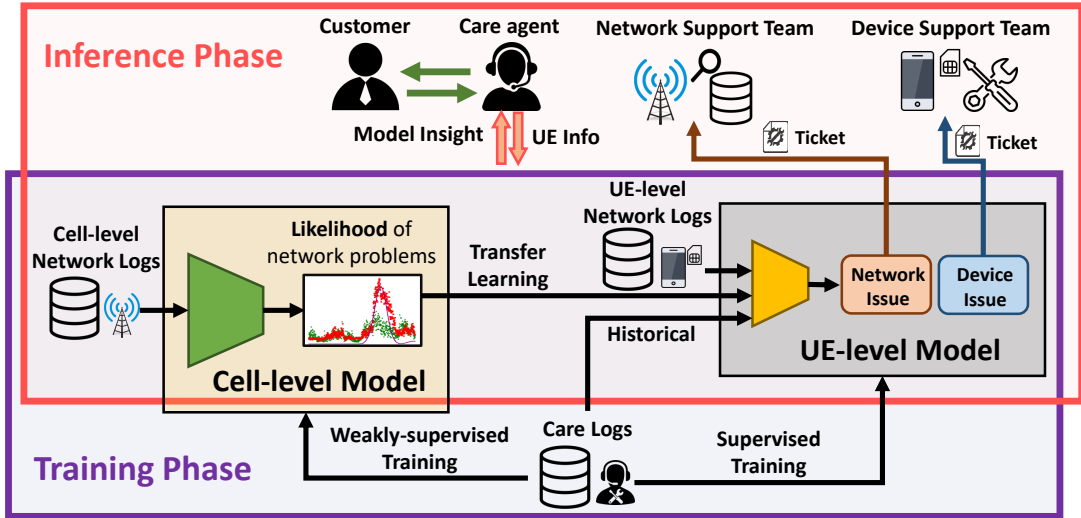 Inference Phase
Customer
Care agent
Network Support Team
Device Support Team
Model Insight
UE Info
Ticket
Ticket
UE-level
Network Logs
Cell-level
Network Logs
Likelihood of
network problems
Transfer
Learning
Network
Issue
Device
Issue
Historical
Cell-level Model
UE-level Model
Weakly-supervised
Training
Care Logs
Supervised
Training
Training Phase